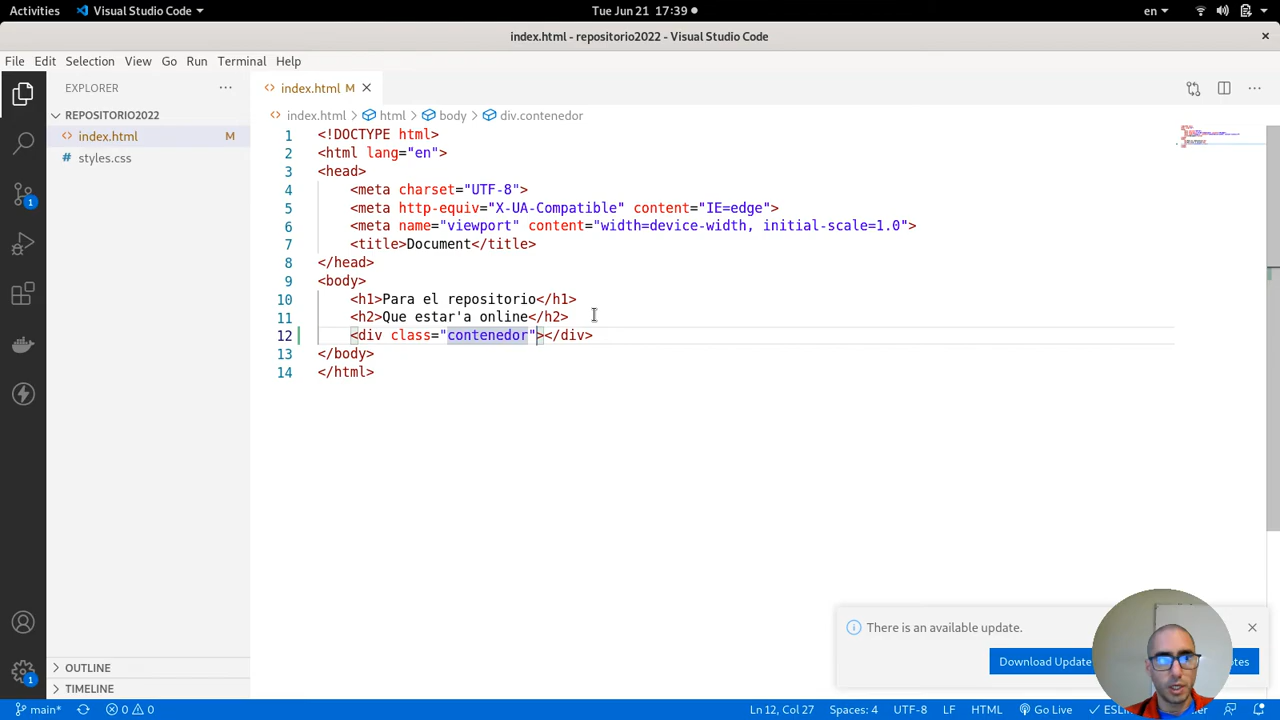 Activities
Visual Studio Code
Tue Jun 21 17:39
en
index.html - repositorio2022 - Visual Studio Code
File Edit Selection View Go Run Terminal Help
EXPLORER
REPOSITORIO2022
index.html M
styles.css
OUTLINE
TIMELINE
1
1
index.html M
index.html > html > body > div.contenedor
1 <!DOCTYPE html>
2 <html lang="en">
3 <head>
4 <meta charset="UTF-8">
5 <meta http-equiv="X-UA-Compatible" content="IE=edge">
6 <meta name="viewport" content="width=device-width, initial-scale=1.0">
7 <title>Document</title>
8 </head>
9 <body>
10 <h1>Para el repositorio</h1>
11 <h2>Que estar'a online</h2>
12 <div class="contenedor"></div>
13 </body>
14 </html>
There is an available update.
Download Update
main* 0 0 Ln 12, Col 27 Spaces: 4 UTF-8 LF HTML Go Live